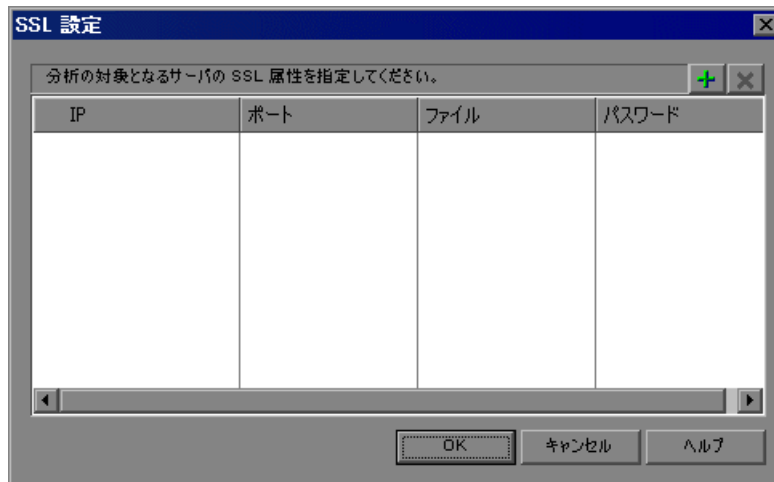 SSL 設定
分析の対象となるサーバの SSL 属性を指定してください。
IP ポート ファイル パスワード
OK キャンセル ヘルプ